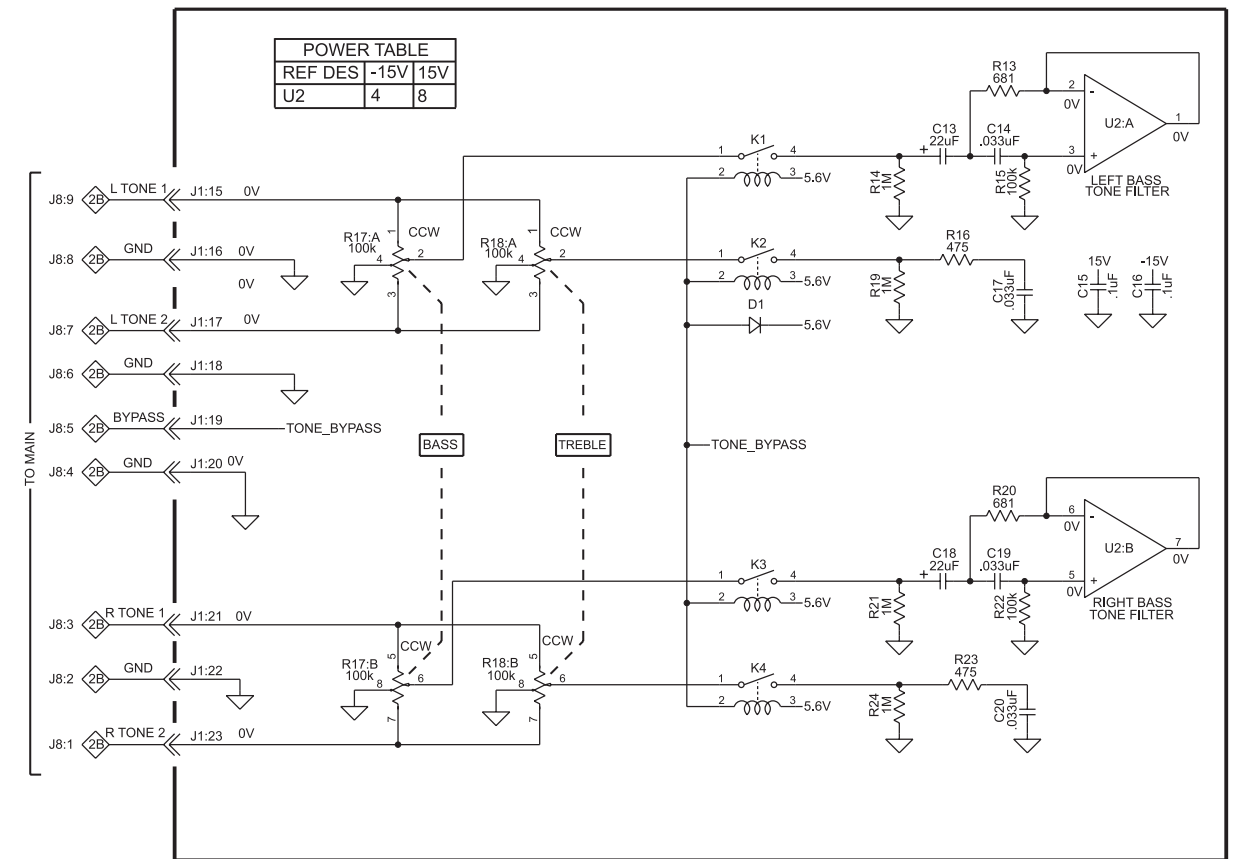 POWER TABLE
REF DES -15V 15V
U2 4 8
TO MAIN
J8:9 2B L TONE 1 J1:15 0V
J8:8 2B GND J1:16 0V
0V
J8:7 2B L TONE 2 J1:17 0V
J8:6 2B GND J1:18
J8:5 2B BYPASS J1:19 TONE_BYPASS
J8:4 2B GND J1:20 0V
J8:3 2B R TONE 1 J1:21 0V
J8:2 2B GND J1:22
J8:1 2B R TONE 2 J1:23 0V
R17:A
100k
1 CCW
4 2
3
R18:A
100k
1 CCW
4 2
3
BASS
TREBLE
R17:B
100k
5 CCW
8 6
7
R18:B
100k
5 CCW
8 6
7
K1
1 4
2 3 5.6V
K2
1 4
2 3 5.6V
D1
5.6V
TONE_BYPASS
K3
1 4
2 3 5.6V
K4
1 4
2 3 5.6V
R13
681
C13
+ 22uF
C14
.033uF
R14
1M
R15
100k
2 -
0V
U2:A
1
0V
3 +
0V
LEFT BASS
TONE FILTER
R16
475
R19
1M
C17
.033uF
15V
C15
.1uF
-15V
C16
.1uF
R20
681
C18
+ 22uF
C19
.033uF
R21
1M
R22
100k
6 -
0V
U2:B
7
0V
5 +
0V
RIGHT BASS
TONE FILTER
R23
475
R24
1M
C20
.033uF